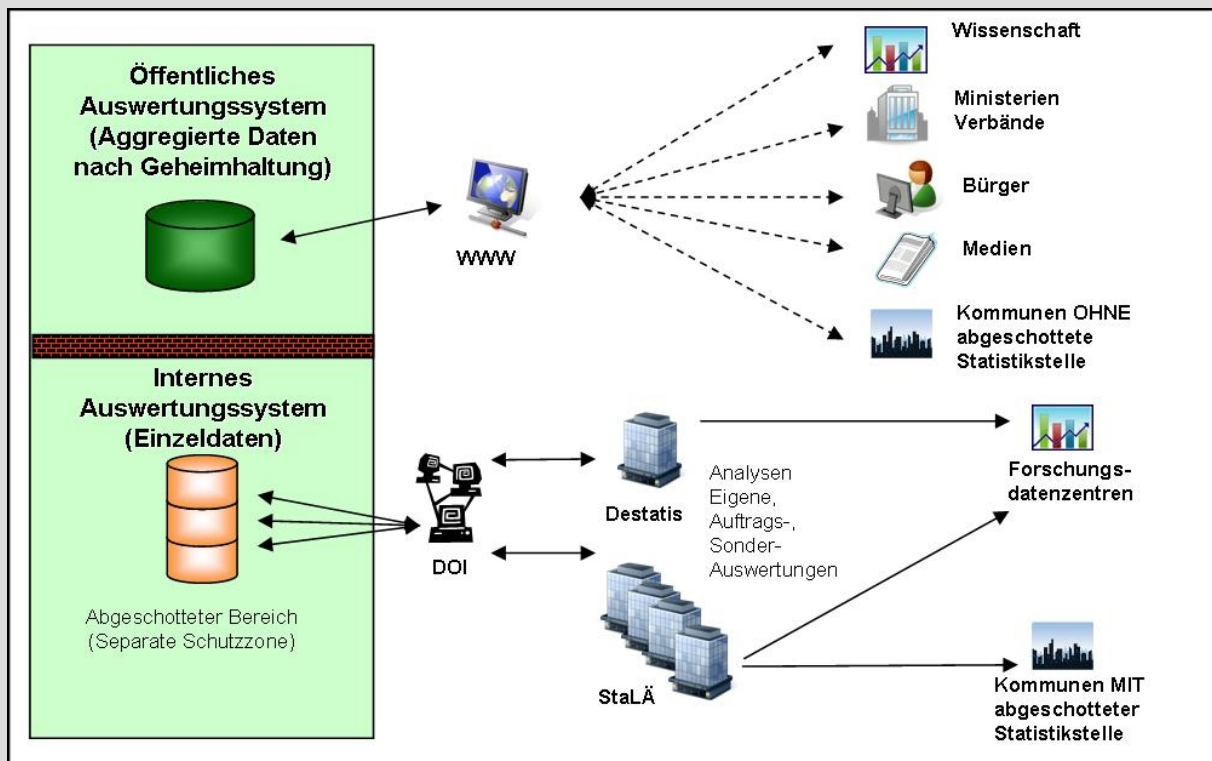 Öffentliches
Auswertungssystem
(Aggregierte Daten
nach Geheimhaltung)
WWW
Wissenschaft
Ministerien
Verbände
Bürger
Medien
Kommunen OHNE
abgeschottete
Statistikstelle
Internes
Auswertungssystem
(Einzeldaten)
Abgeschotteter Bereich
(Separate Schutzzone)
DOI
Destatis
Analysen
Eigene,
Auftrags-,
Sonder-
Auswertungen
StaLÄ
Forschungs-
datenzentren
Kommunen MIT
abgeschotteter
Statistikstelle